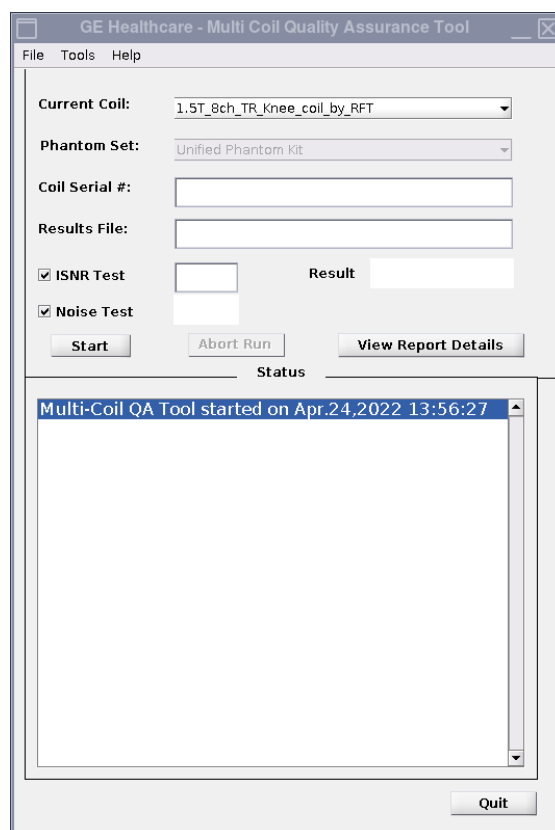 GE Healthcare - Multi Coil Quality Assurance Tool
File Tools Help
Current Coil: 1.5T_8ch_TR_Knee_coil_by_RFT
Phantom Set: Unified Phantom Kit
Coil Serial #:
Results File:
ISNR Test Result
Noise Test
Start Abort Run View Report Details
Status
Multi-Coil QA Tool started on Apr.24,2022 13:56:27
Quit